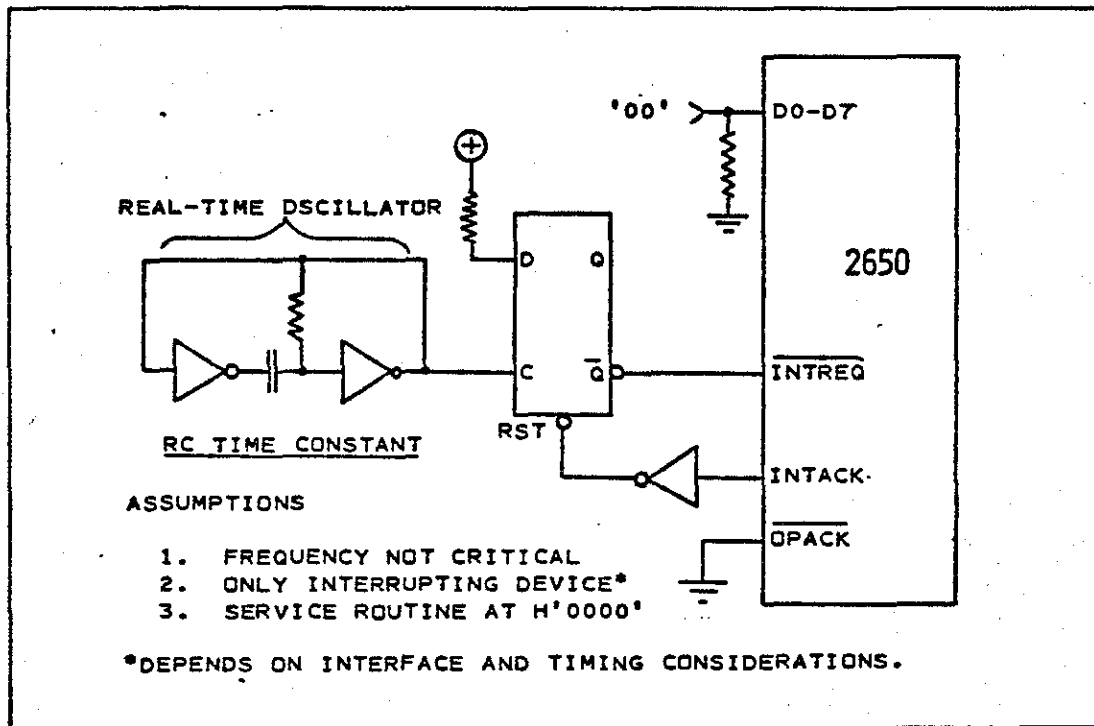 '00'
D0-D7
REAL-TIME DSCILLATOR
D
Q
2650
C
Q
INTREQ
RST
RC TIME CONSTANT
INTACK
OPACK
ASSUMPTIONS
1. FREQUENCY NOT CRITICAL
2. ONLY INTERRUPTING DEVICE*
3. SERVICE ROUTINE AT H'0000'
*DEPENDS ON INTERFACE AND TIMING CONSIDERATIONS.